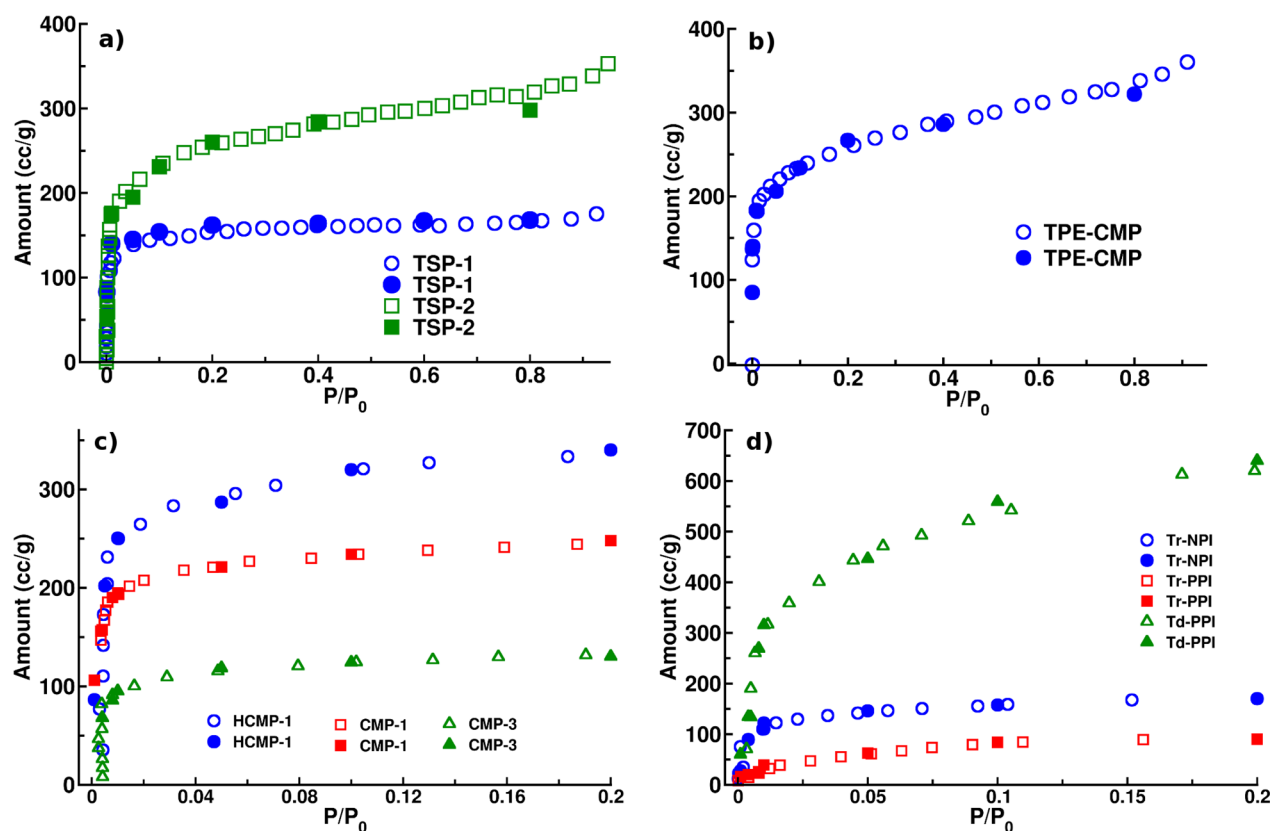 a)
400
300
200
100
0
Amount (cc/g)
TSP-1
TSP-1
TSP-2
TSP-2
0 0.2 0.4 0.6 0.8
P/P0
b)
400
300
200
100
0
Amount (cc/g)
TPE-CMP
TPE-CMP
0 0.2 0.4 0.6 0.8
P/P0
c)
300
200
100
0
Amount (cc/g)
HCMP-1 CMP-1 CMP-3
HCMP-1 CMP-1 CMP-3
0 0.04 0.08 0.12 0.16 0.2
P/P0
d)
700
600
500
400
300
200
100
0
Amount (cc/g)
Tr-NPI
Tr-NPI
Tr-PPI
Tr-PPI
Td-PPI
Td-PPI
0 0.05 0.1 0.15 0.2
P/P0